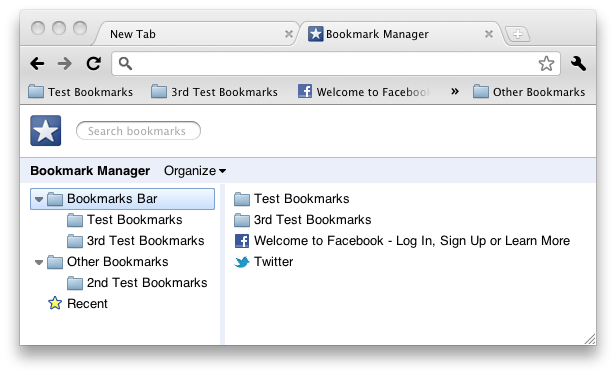 New Tab
Bookmark Manager
Test Bookmarks
3rd Test Bookmarks
Welcome to Facebook
»
Other Bookmarks
Search bookmarks
Bookmark Manager
Organize
Bookmarks Bar
Test Bookmarks
3rd Test Bookmarks
Other Bookmarks
2nd Test Bookmarks
Recent
Test Bookmarks
3rd Test Bookmarks
Welcome to Facebook - Log In, Sign Up or Learn More
Twitter